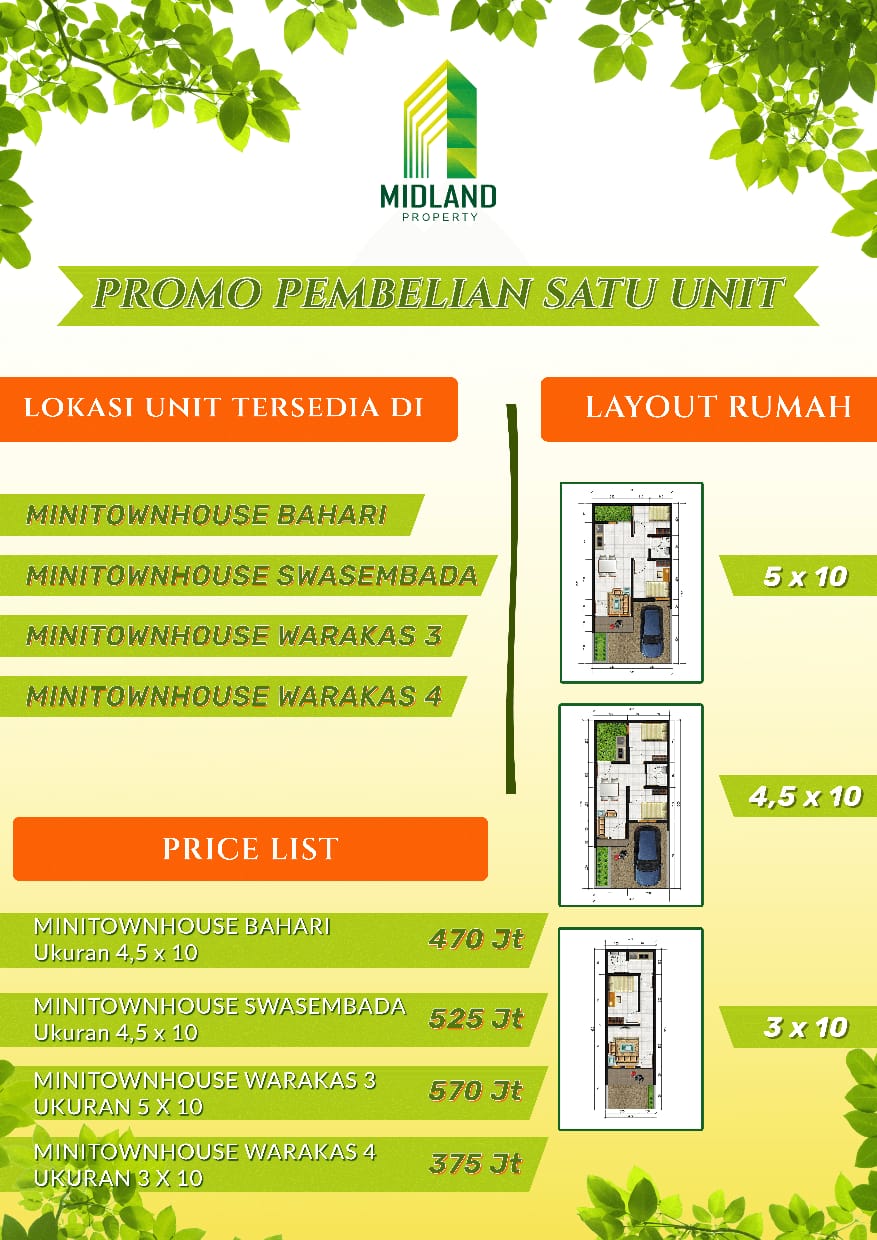 MIDLAND
PROPERTY
PROMO PEMBELIAN SATU UNIT
LOKASI UNIT TERSEDIA DI
MINITOWNHOUSE BAHARI
MINITOWNHOUSE SWASEMBADA
MINITOWNHOUSE WARAKAS 3
MINITOWNHOUSE WARAKAS 4
LAYOUT RUMAH
5 x 10
4,5 x 10
3 x 10
PRICE LIST
MINITOWNHOUSE BAHARI
Ukuran 4,5 x 10
470 Jt
MINITOWNHOUSE SWASEMBADA
Ukuran 4,5 x 10
525 Jt
MINITOWNHOUSE WARAKAS 3
UKURAN 5 X 10
570 Jt
MINITOWNHOUSE WARAKAS 4
UKURAN 3 X 10
375 Jt